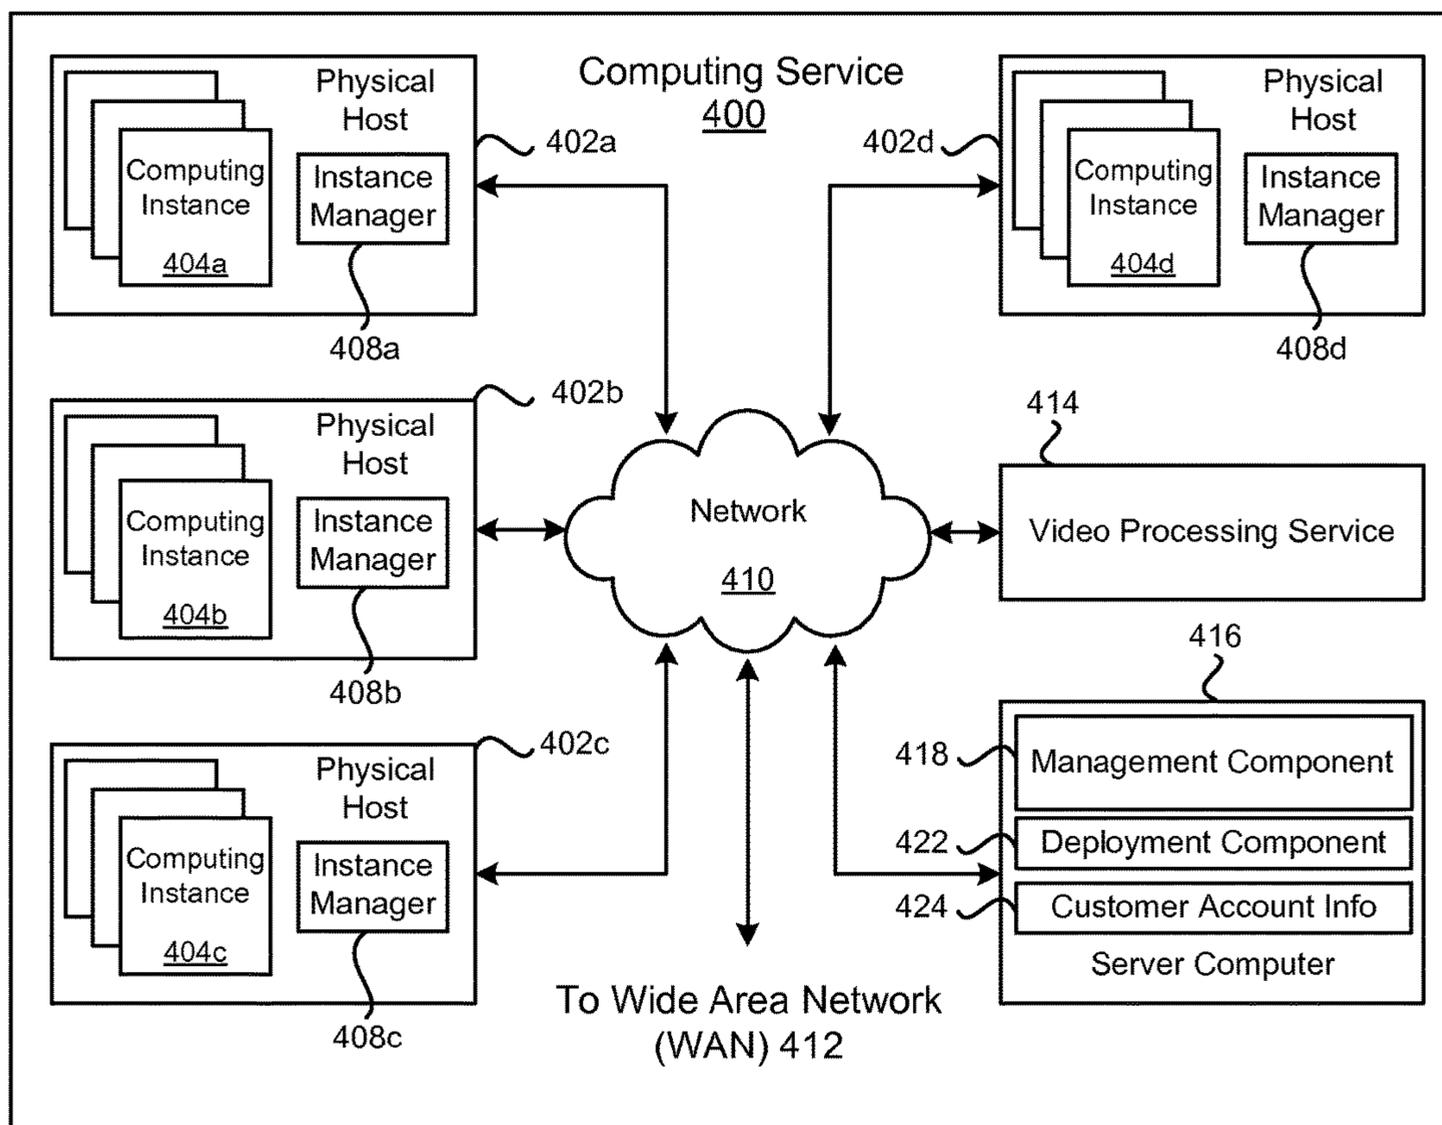 Computing Service
400
Physical
Host
402a
Computing
Instance
404a
Instance
Manager
408a
Physical
Host
402d
Computing
Instance
404d
Instance
Manager
408d
Physical
Host
402b
Computing
Instance
404b
Instance
Manager
408b
Network
410
414
Video Processing Service
Physical
Host
402c
Computing
Instance
404c
Instance
Manager
408c
416
418
Management Component
422
Deployment Component
424
Customer Account Info
Server Computer
To Wide Area Network
(WAN) 412